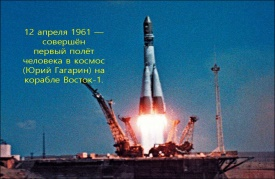 12 апреля 1961 —
совершён
первый полёт
человека в космос
(Юрий Гагарин) на
корабле Восток-1.